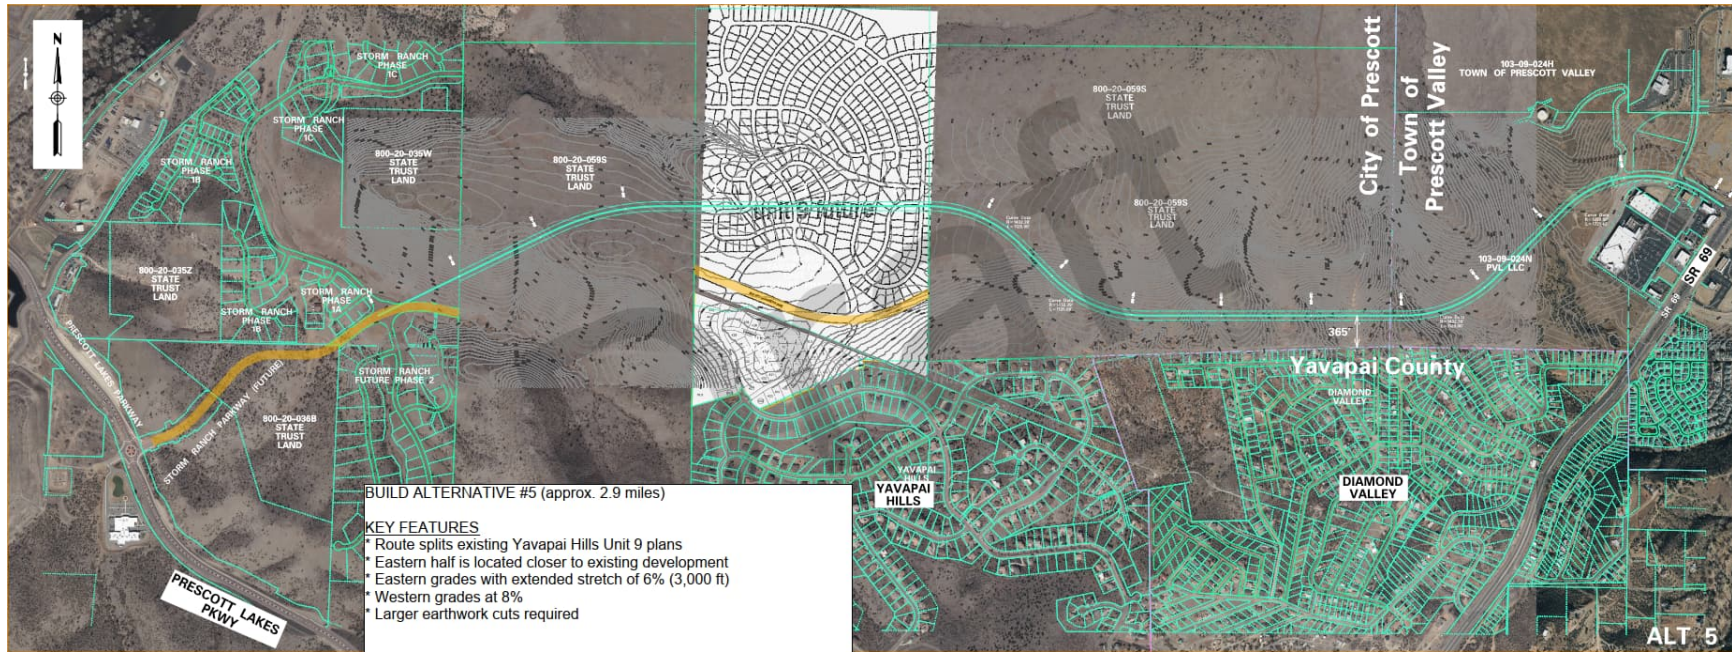 N
STORM RANCH
PHASE
1C
STORM RANCH
PHASE
1C
STORM RANCH
PHASE
1B
800-20-035W
STATE
TRUST
LAND
800-20-059S
STATE
TRUST
LAND
800-20-059S
STATE
TRUST
LAND
City of Prescott
Town of
Prescott Valley
103-09-024H
TOWN OF PRESCOTT VALLEY
800-20-059S
STATE
TRUST
LAND
800-20-035Z
STATE
TRUST
LAND
STORM RANCH
PHASE
1A
STORM RANCH
PHASE
1B
103-09-024N
PVL LLC
SR 69
SR 69
365'
PRESCOTT LAKES PARKWAY
STORM RANCH PARKWAY (FUTURE)
STORM RANCH
FUTURE PHASE 2
800-20-036B
STATE
TRUST
LAND
Yavapai County
DIAMOND
VALLEY
YAVAPAI
HILLS
YAVAPAI
HILLS
DIAMOND
VALLEY
PRESCOTT LAKES
PKWY
BUILD ALTERNATIVE #5 (approx. 2.9 miles)
KEY FEATURES
* Route splits existing Yavapai Hills Unit 9 plans
* Eastern half is located closer to existing development
* Eastern grades with extended stretch of 6% (3,000 ft)
* Western grades at 8%
* Larger earthwork cuts required
ALT 5